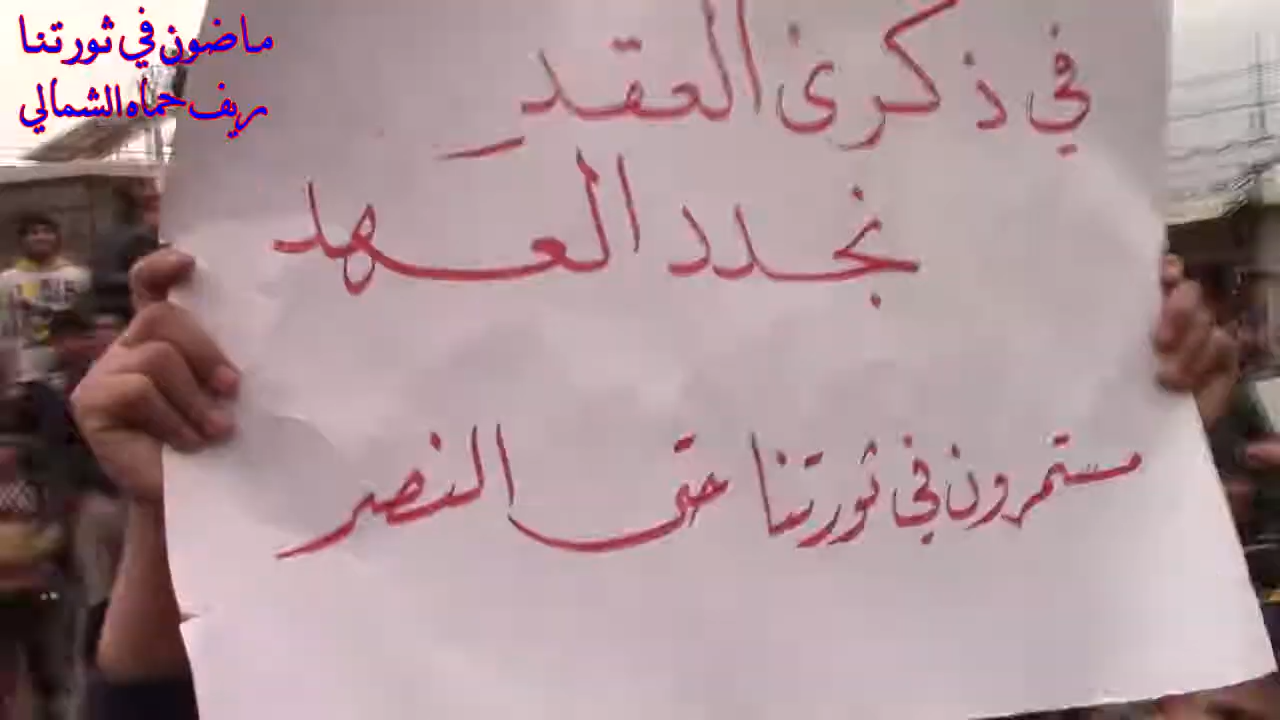 ماضون في ثورتنا
ريف حماه الشمالي
في ذكرى العقد
نجدد العهد
مستمرون في ثورتنا حتى النصر